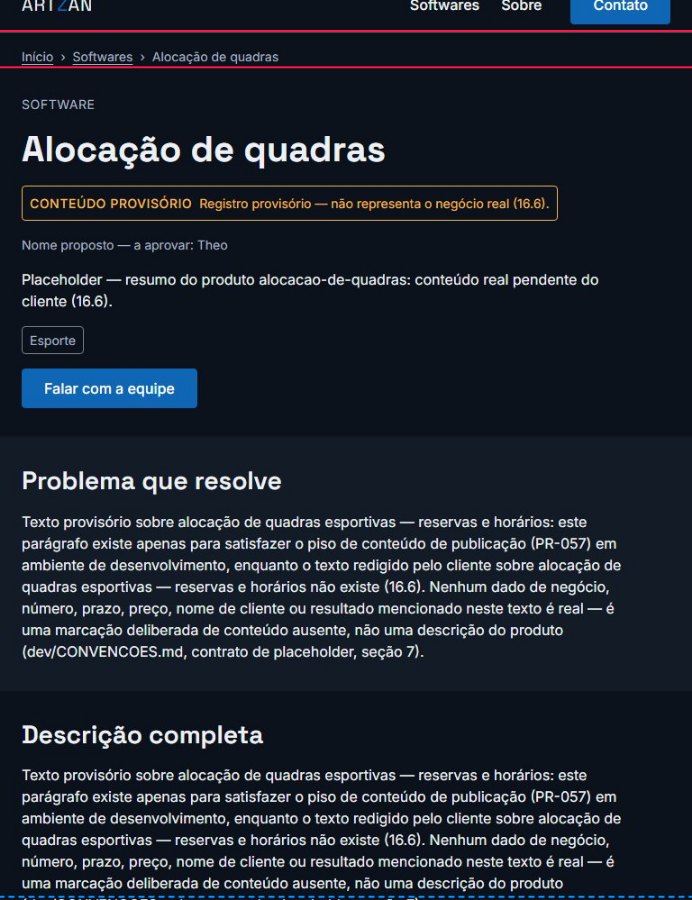 ARTZAN
Softwares Sobre Contato
Início › Softwares › Alocação de quadras
SOFTWARE
Alocação de quadras
CONTEÚDO PROVISÓRIO Registro provisório — não representa o negócio real (16.6).
Nome proposto — a aprovar: Theo
Placeholder — resumo do produto alocacao-de-quadras: conteúdo real pendente do
cliente (16.6).
Esporte
Falar com a equipe
Problema que resolve
Texto provisório sobre alocação de quadras esportivas — reservas e horários: este
parágrafo existe apenas para satisfazer o piso de conteúdo de publicação (PR-057) em
ambiente de desenvolvimento, enquanto o texto redigido pelo cliente sobre alocação de
quadras esportivas — reservas e horários não existe (16.6). Nenhum dado de negócio,
número, prazo, preço, nome de cliente ou resultado mencionado neste texto é real — é
uma marcação deliberada de conteúdo ausente, não uma descrição do produto
(dev/CONVENCOES.md, contrato de placeholder, seção 7).
Descrição completa
Texto provisório sobre alocação de quadras esportivas — reservas e horários: este
parágrafo existe apenas para satisfazer o piso de conteúdo de publicação (PR-057) em
ambiente de desenvolvimento, enquanto o texto redigido pelo cliente sobre alocação de
quadras esportivas — reservas e horários não existe (16.6). Nenhum dado de negócio,
número, prazo, preço, nome de cliente ou resultado mencionado neste texto é real — é
uma marcação deliberada de conteúdo ausente, não uma descrição do produto